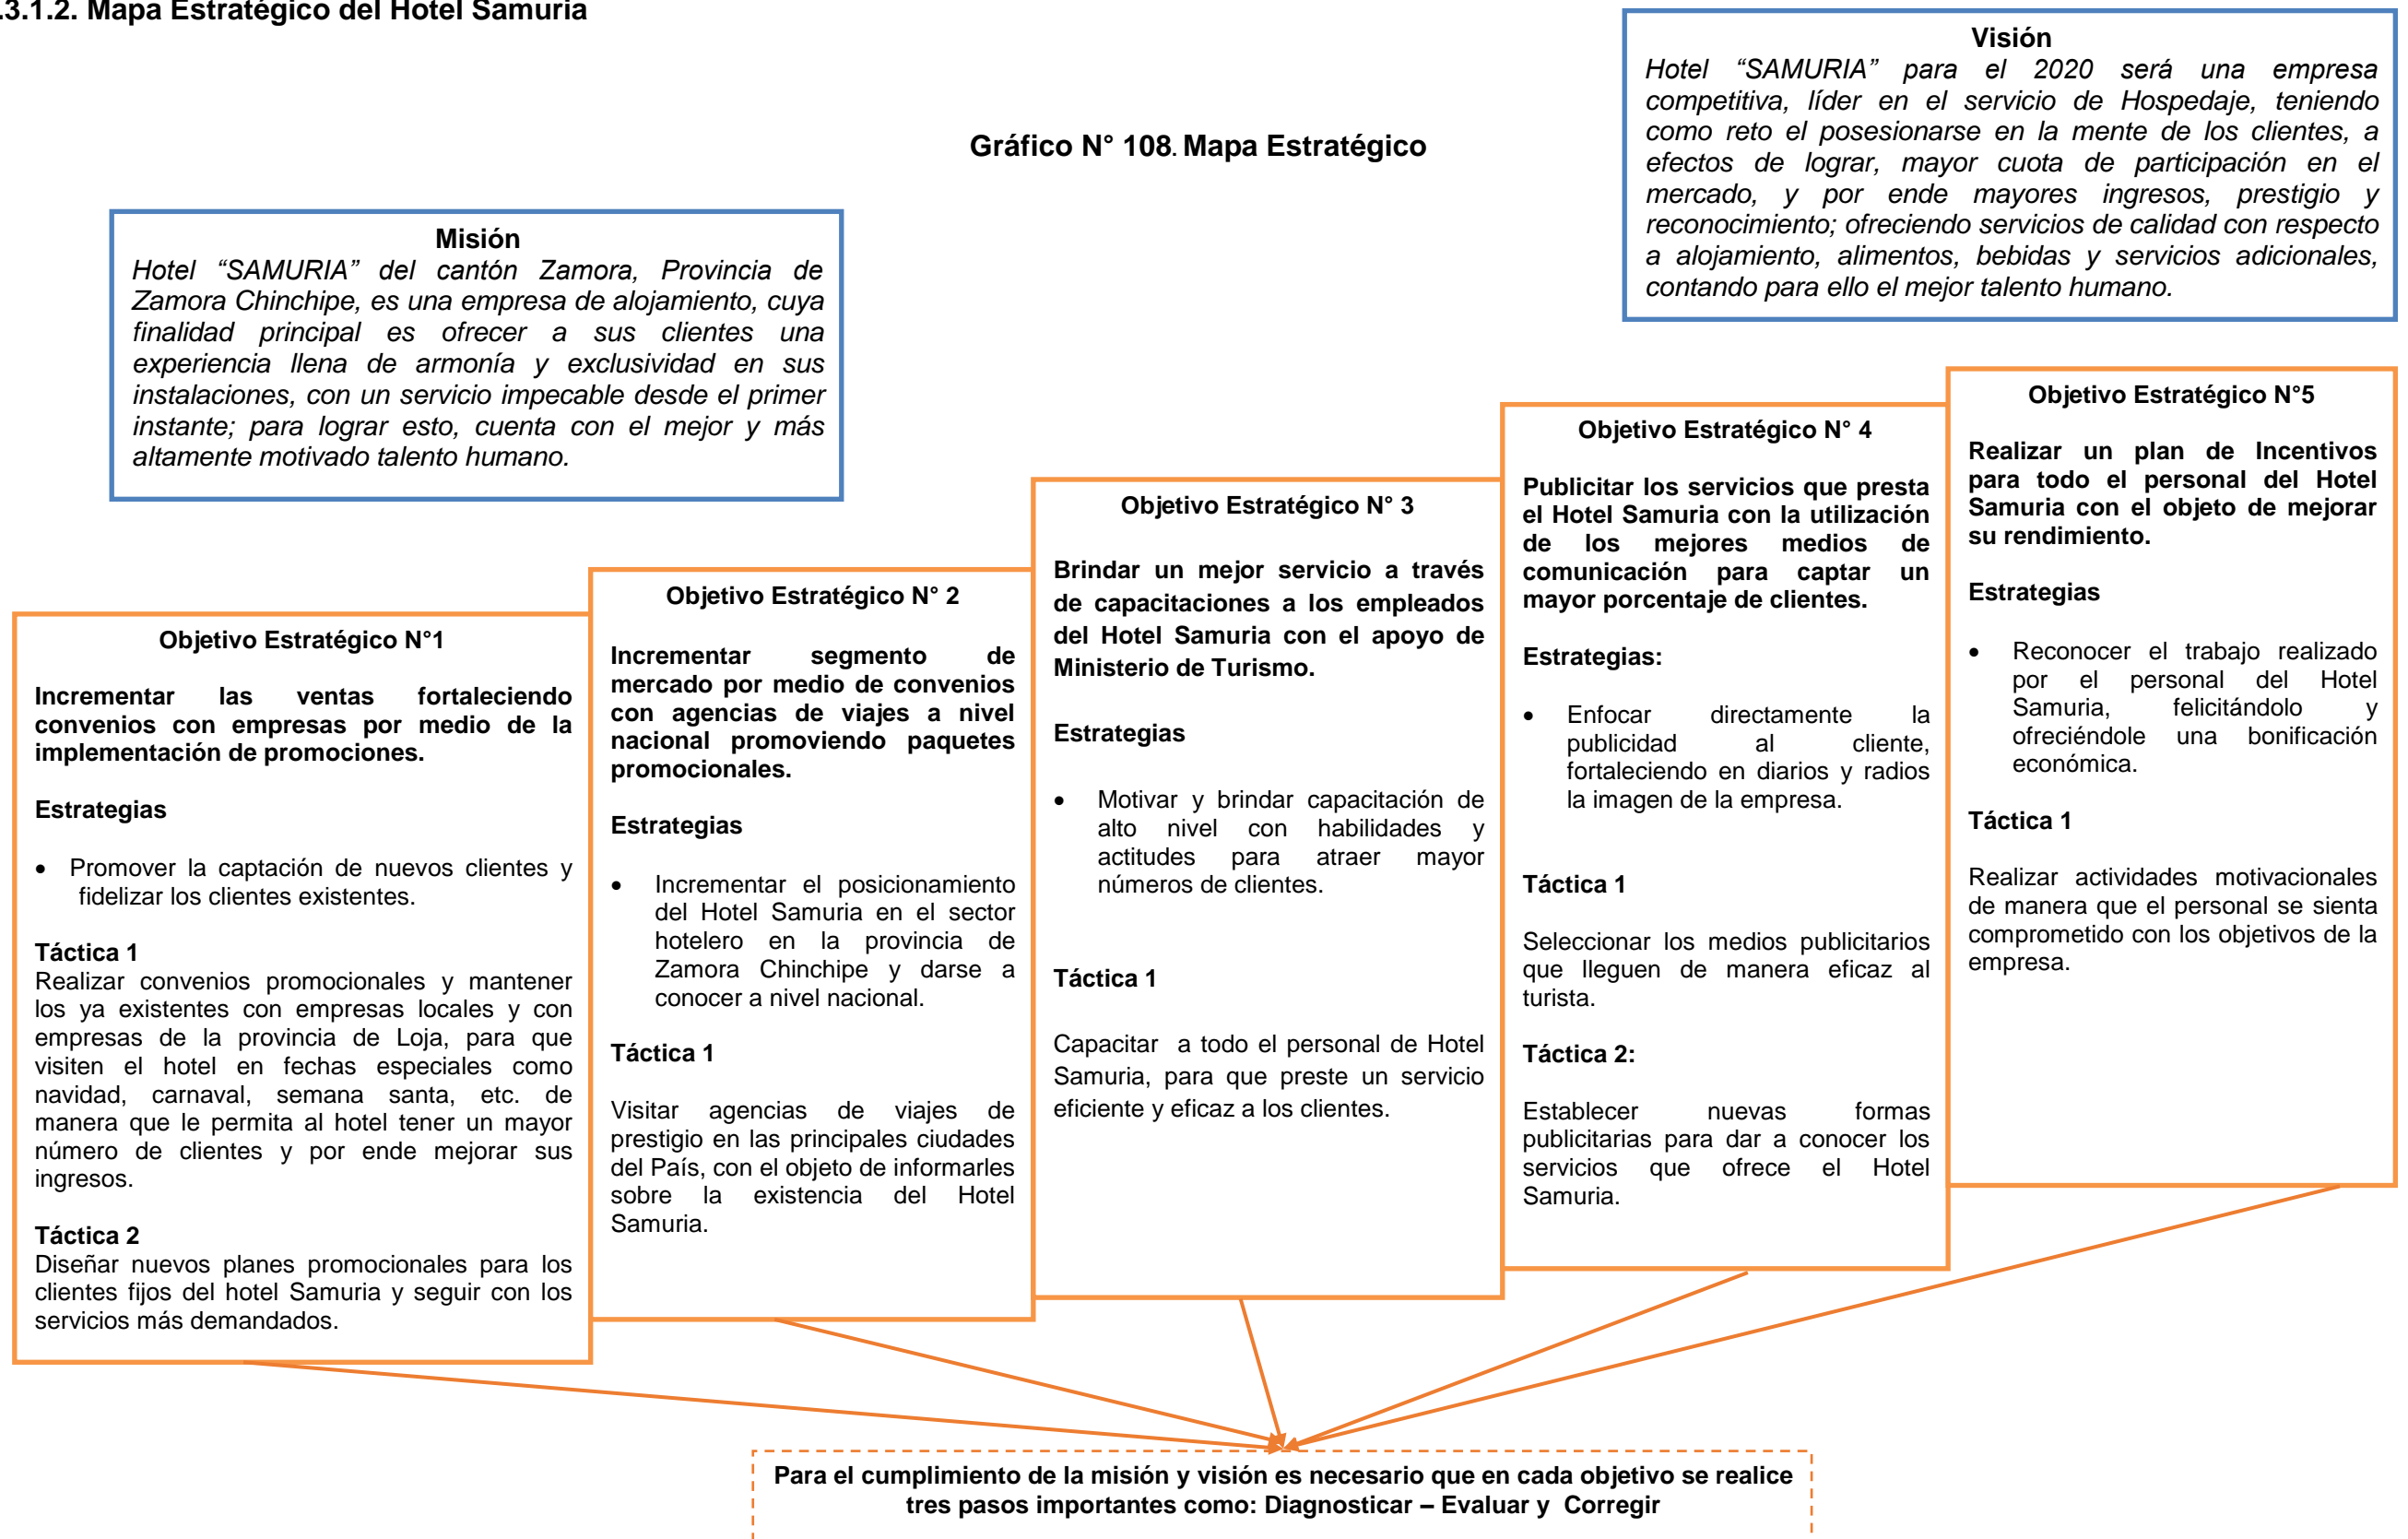 .3.1.2. Mapa Estratégico del Hotel Samuria
Gráfico N° 108. Mapa Estratégico
Visión
Hotel “SAMURIA” para el 2020 será una empresa
competitiva, líder en el servicio de Hospedaje, teniendo
como reto el posesionarse en la mente de los clientes, a
efectos de lograr, mayor cuota de participación en el
mercado, y por ende mayores ingresos, prestigio y
reconocimiento; ofreciendo servicios de calidad con respecto
a alojamiento, alimentos, bebidas y servicios adicionales,
contando para ello el mejor talento humano.
Misión
Hotel “SAMURIA” del cantón Zamora, Provincia de
Zamora Chinchipe, es una empresa de alojamiento, cuya
finalidad principal es ofrecer a sus clientes una
experiencia llena de armonía y exclusividad en sus
instalaciones, con un servicio impecable desde el primer
instante; para lograr esto, cuenta con el mejor y más
altamente motivado talento humano.
Objetivo Estratégico N°1
Incrementar las ventas fortaleciendo
convenios con empresas por medio de la
implementación de promociones.
Estrategias
• Promover la captación de nuevos clientes y
fidelizar los clientes existentes.
Táctica 1
Realizar convenios promocionales y mantener
los ya existentes con empresas locales y con
empresas de la provincia de Loja, para que
visiten el hotel en fechas especiales como
navidad, carnaval, semana santa, etc. de
manera que le permita al hotel tener un mayor
número de clientes y por ende mejorar sus
ingresos.
Táctica 2
Diseñar nuevos planes promocionales para los
clientes fijos del hotel Samuria y seguir con los
servicios más demandados.
Objetivo Estratégico N° 2
Incrementar segmento de
mercado por medio de convenios
con agencias de viajes a nivel
nacional promoviendo paquetes
promocionales.
Estrategias
• Incrementar el posicionamiento
del Hotel Samuria en el sector
hotelero en la provincia de
Zamora Chinchipe y darse a
conocer a nivel nacional.
Táctica 1
Visitar agencias de viajes de
prestigio en las principales ciudades
del País, con el objeto de informarles
sobre la existencia del Hotel
Samuria.
Objetivo Estratégico N° 3
Brindar un mejor servicio a través
de capacitaciones a los empleados
del Hotel Samuria con el apoyo de
Ministerio de Turismo.
Estrategias
• Motivar y brindar capacitación de
alto nivel con habilidades y
actitudes para atraer mayor
números de clientes.
Táctica 1
Capacitar a todo el personal de Hotel
Samuria, para que preste un servicio
eficiente y eficaz a los clientes.
Objetivo Estratégico N° 4
Publicitar los servicios que presta
el Hotel Samuria con la utilización
de los mejores medios de
comunicación para captar un
mayor porcentaje de clientes.
Estrategias:
• Enfocar directamente la
publicidad al cliente,
fortaleciendo en diarios y radios
la imagen de la empresa.
Táctica 1
Seleccionar los medios publicitarios
que lleguen de manera eficaz al
turista.
Táctica 2:
Establecer nuevas formas
publicitarias para dar a conocer los
servicios que ofrece el Hotel
Samuria.
Objetivo Estratégico N°5
Realizar un plan de Incentivos
para todo el personal del Hotel
Samuria con el objeto de mejorar
su rendimiento.
Estrategias
• Reconocer el trabajo realizado
por el personal del Hotel
Samuria, felicitándolo y
ofreciéndole una bonificación
económica.
Táctica 1
Realizar actividades motivacionales
de manera que el personal se sienta
comprometido con los objetivos de la
empresa.
Para el cumplimiento de la misión y visión es necesario que en cada objetivo se realice
tres pasos importantes como: Diagnosticar – Evaluar y Corregir